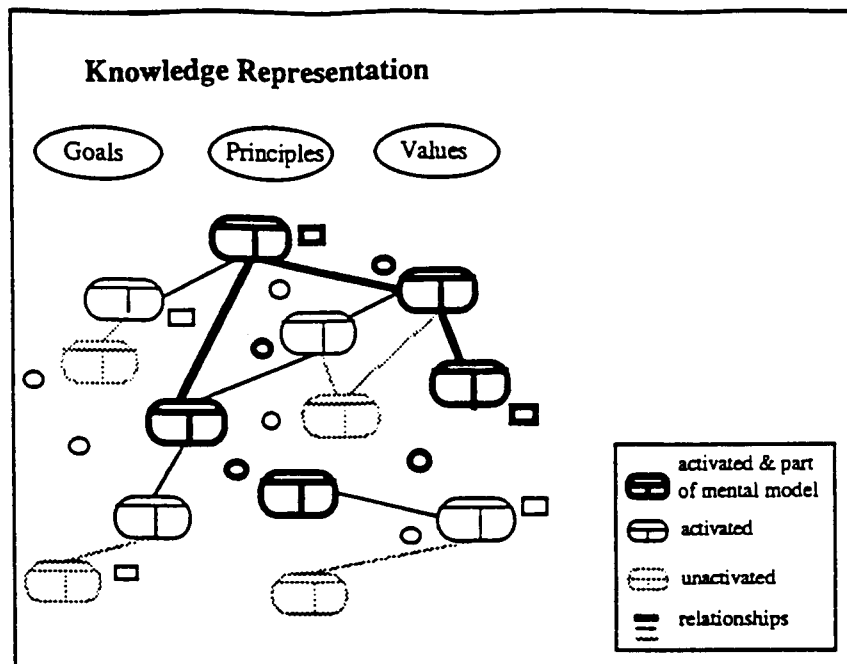 Knowledge Representation
Goals
Principles
Values
activated & part
of mental model
activated
unactivated
relationships